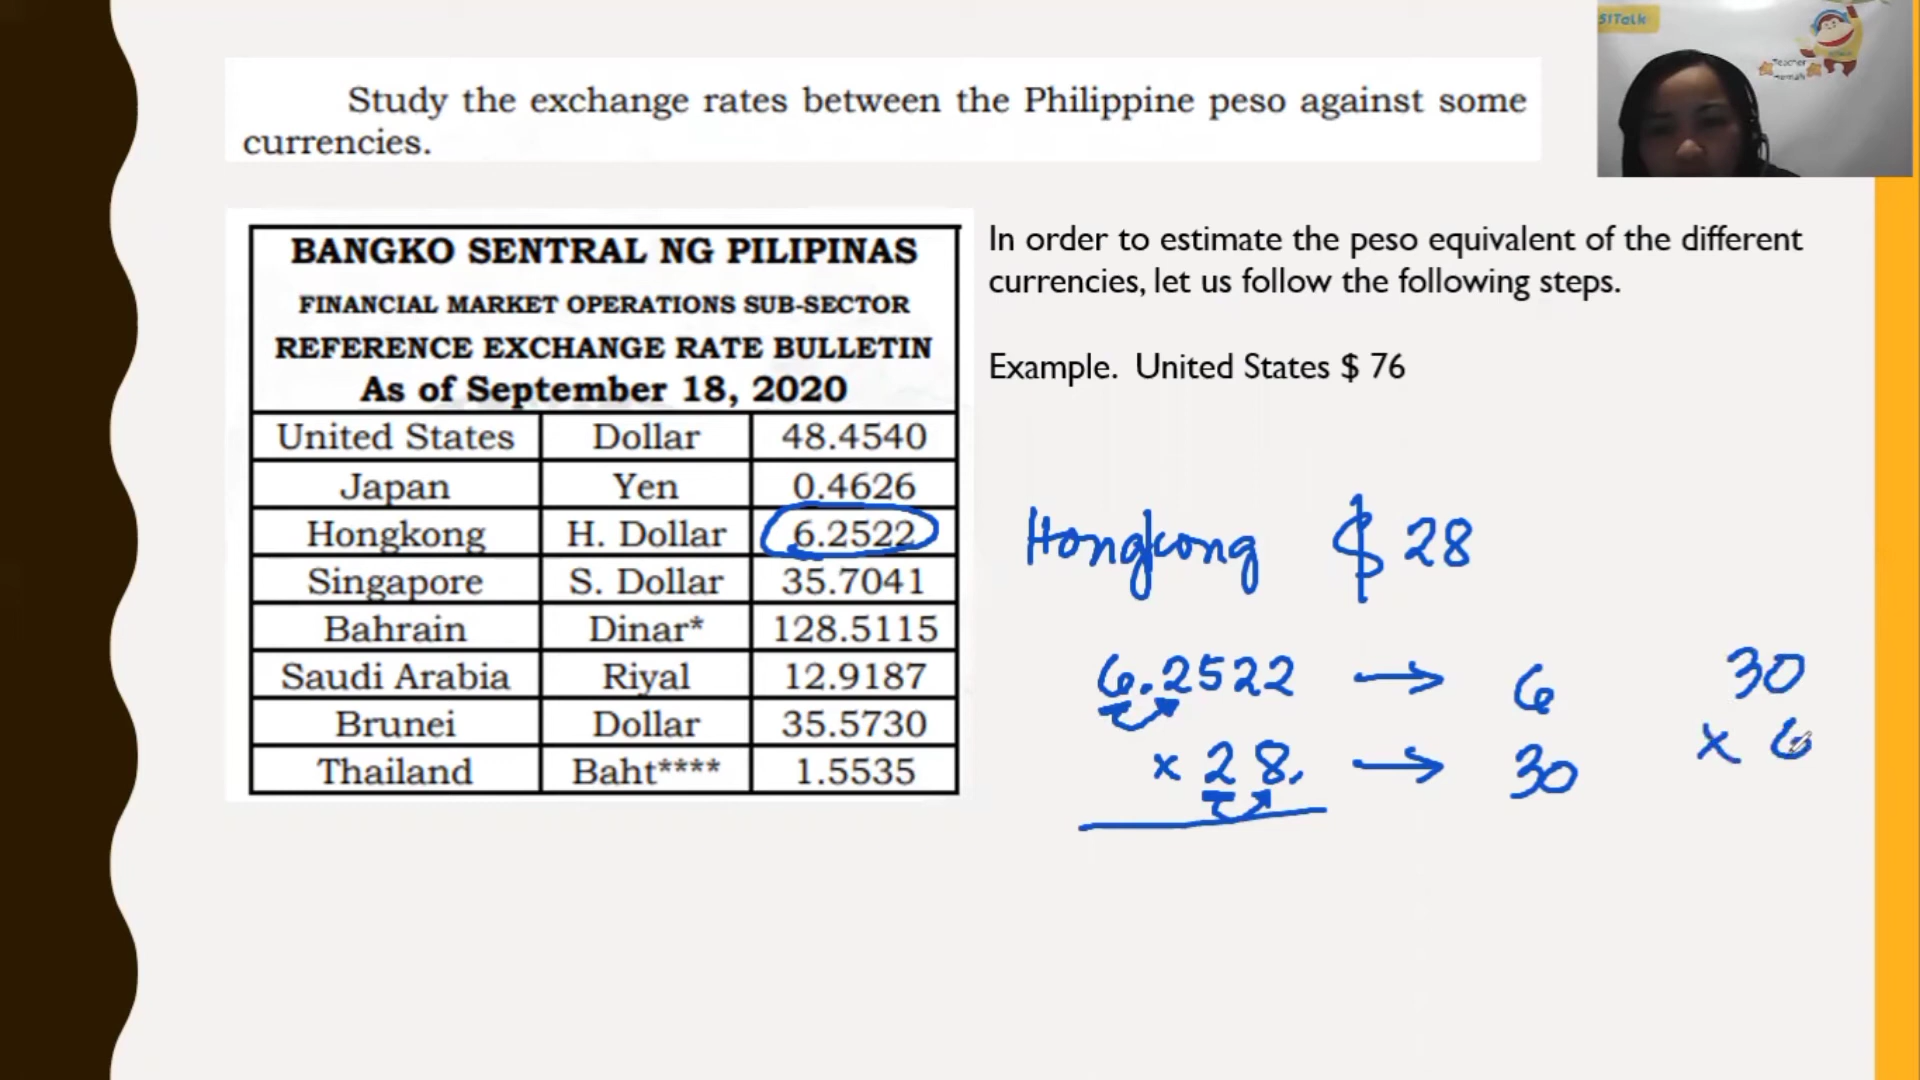 51Talk
Teacher
Study the exchange rates between the Philippine peso against some
currencies.
BANGKO SENTRAL NG PILIPINAS
FINANCIAL MARKET OPERATIONS SUB-SECTOR
REFERENCE EXCHANGE RATE BULLETIN
As of September 18, 2020
United States Dollar 48.4540
Japan Yen 0.4626
Hongkong H. Dollar 6.2522
Singapore S. Dollar 35.7041
Bahrain Dinar* 128.5115
Saudi Arabia Riyal 12.9187
Brunei Dollar 35.5730
Thailand Baht**** 1.5535
In order to estimate the peso equivalent of the different
currencies, let us follow the following steps.
Example. United States $ 76
Hongkong $ 28
6.2522 → 6
x 28. → 30
30
x 6